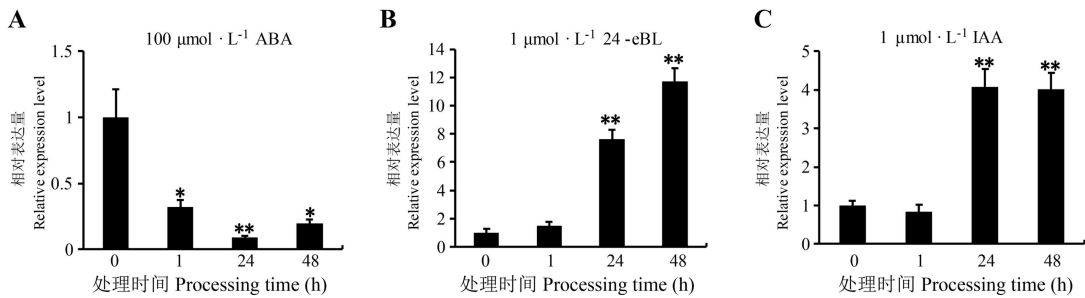 A
100 μmol · L⁻¹ ABA
相对表达量
Relative expression level
1.5
1
0.5
0
*
**
*
0 1 24 48
处理时间 Processing time (h)
B
1 μmol · L⁻¹ 24 -eBL
相对表达量
Relative expression level
14
12
10
8
6
4
2
0
**
**
0 1 24 48
处理时间 Processing time (h)
C
1 μmol · L⁻¹ IAA
相对表达量
Relative expression level
5
4
3
2
1
0
** **
0 1 24 48
处理时间 Processing time (h)